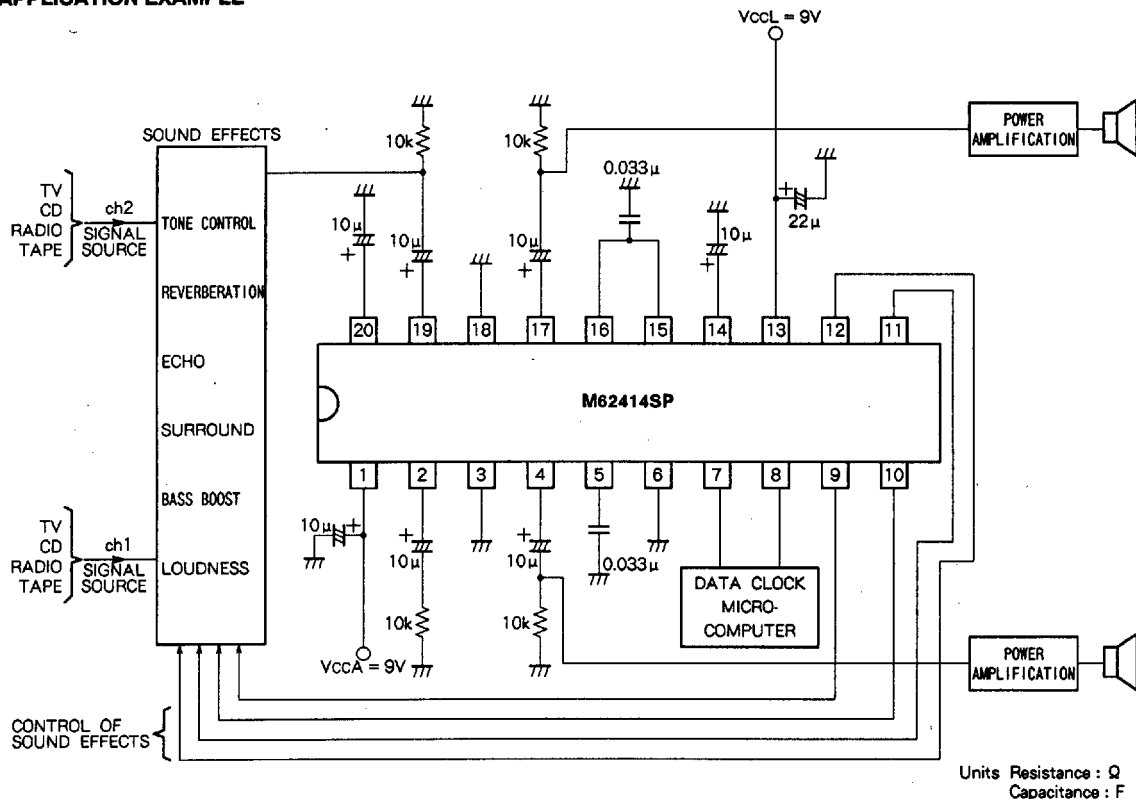 APPLICATION EXAMPLE
VCCL = 9V
SOUND EFFECTS
10k
10k
0.033μ
POWER
AMPLIFICATION
TV
CD
RADIO
TAPE
ch2
SIGNAL
SOURCE
TONE CONTROL
10μ
+
10μ
+
10μ
+
10μ
+
+
22μ
REVERBERATION
ECHO
SURROUND
BASS BOOST
LOUDNESS
20
19
18
17
16
15
14
13
12
11
M62414SP
1
2
3
4
5
6
7
8
9
10
TV
CD
RADIO
TAPE
ch1
SIGNAL
SOURCE
10μ
+
+
10μ
+
10μ
0.033μ
10k
10k
VCCA = 9V
DATA CLOCK
MICRO-
COMPUTER
POWER
AMPLIFICATION
CONTROL OF
SOUND EFFECTS
Units Resistance : Ω
Capacitance : F